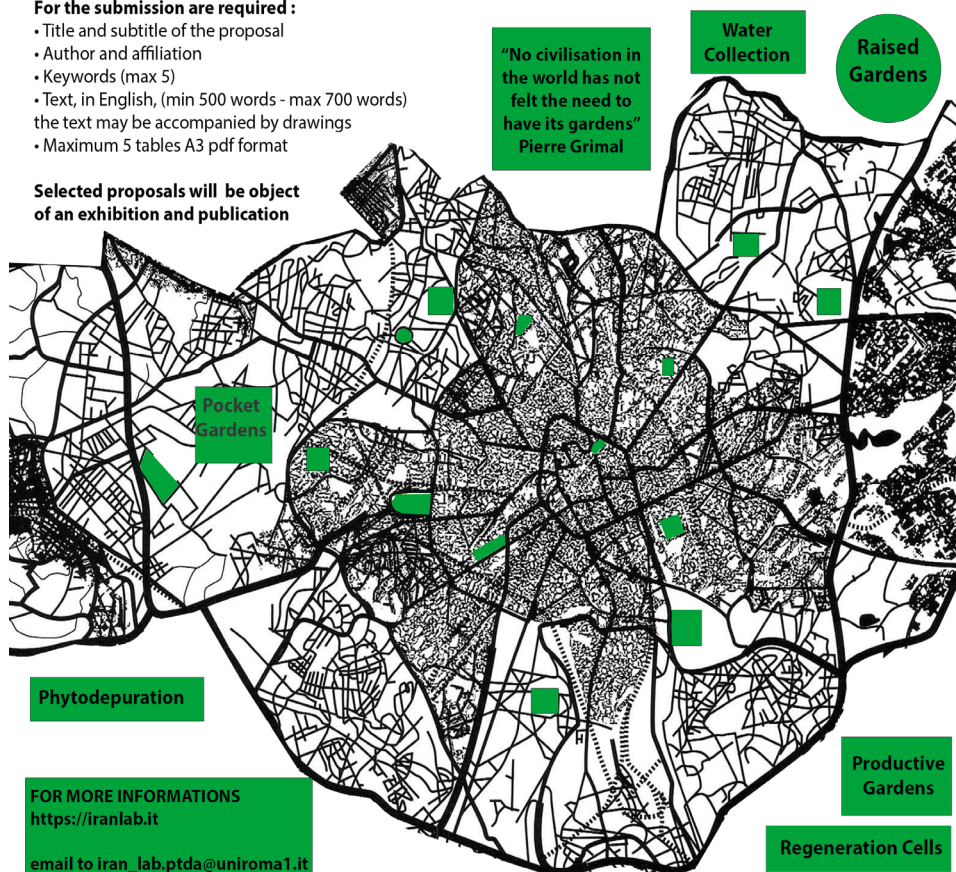 For the submission are required :
• Title and subtitle of the proposal
• Author and affiliation
• Keywords (max 5)
• Text, in English, (min 500 words - max 700 words)
the text may be accompanied by drawings
• Maximum 5 tables A3 pdf format
Selected proposals will be object
of an exhibition and publication
“No civilisation in
the world has not
felt the need to
have its gardens”
Pierre Grimal
Water
Collection
Raised
Gardens
Pocket
Gardens
Phytodepuration
Productive
Gardens
Regeneration Cells
FOR MORE INFORMATIONS
https://iranlab.it
email to iran_lab.ptda@uniroma1.it